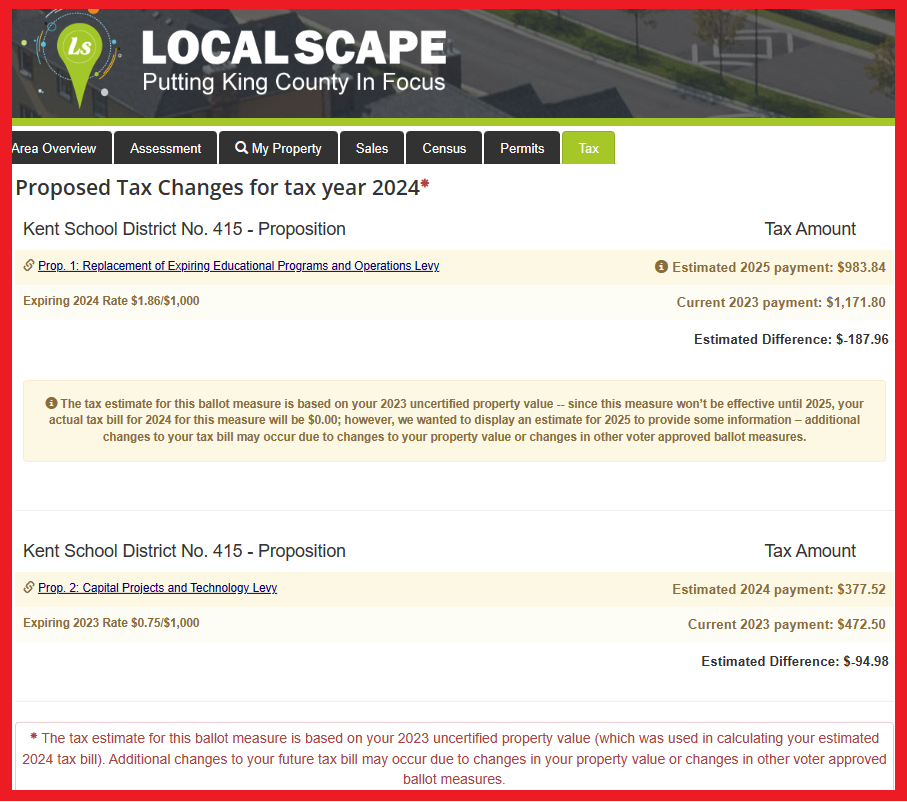 Ls
LOCALSCAPE
Putting King County In Focus
Area Overview
Assessment
My Property
Sales
Census
Permits
Tax
Proposed Tax Changes for tax year 2024*
Kent School District No. 415 - Proposition
Tax Amount
Prop. 1: Replacement of Expiring Educational Programs and Operations Levy
Estimated 2025 payment: $983.84
Expiring 2024 Rate $1.86/$1,000
Current 2023 payment: $1,171.80
Estimated Difference: $-187.96
The tax estimate for this ballot measure is based on your 2023 uncertified property value -- since this measure won't be effective until 2025, your
actual tax bill for 2024 for this measure will be $0.00; however, we wanted to display an estimate for 2025 to provide some information – additional
changes to your tax bill may occur due to changes to your property value or changes in other voter approved ballot measures.
Kent School District No. 415 - Proposition
Tax Amount
Prop. 2: Capital Projects and Technology Levy
Estimated 2024 payment: $377.52
Expiring 2023 Rate $0.75/$1,000
Current 2023 payment: $472.50
Estimated Difference: $-94.98
* The tax estimate for this ballot measure is based on your 2023 uncertified property value (which was used in calculating your estimated
2024 tax bill). Additional changes to your future tax bill may occur due to changes in your property value or changes in other voter approved
ballot measures.